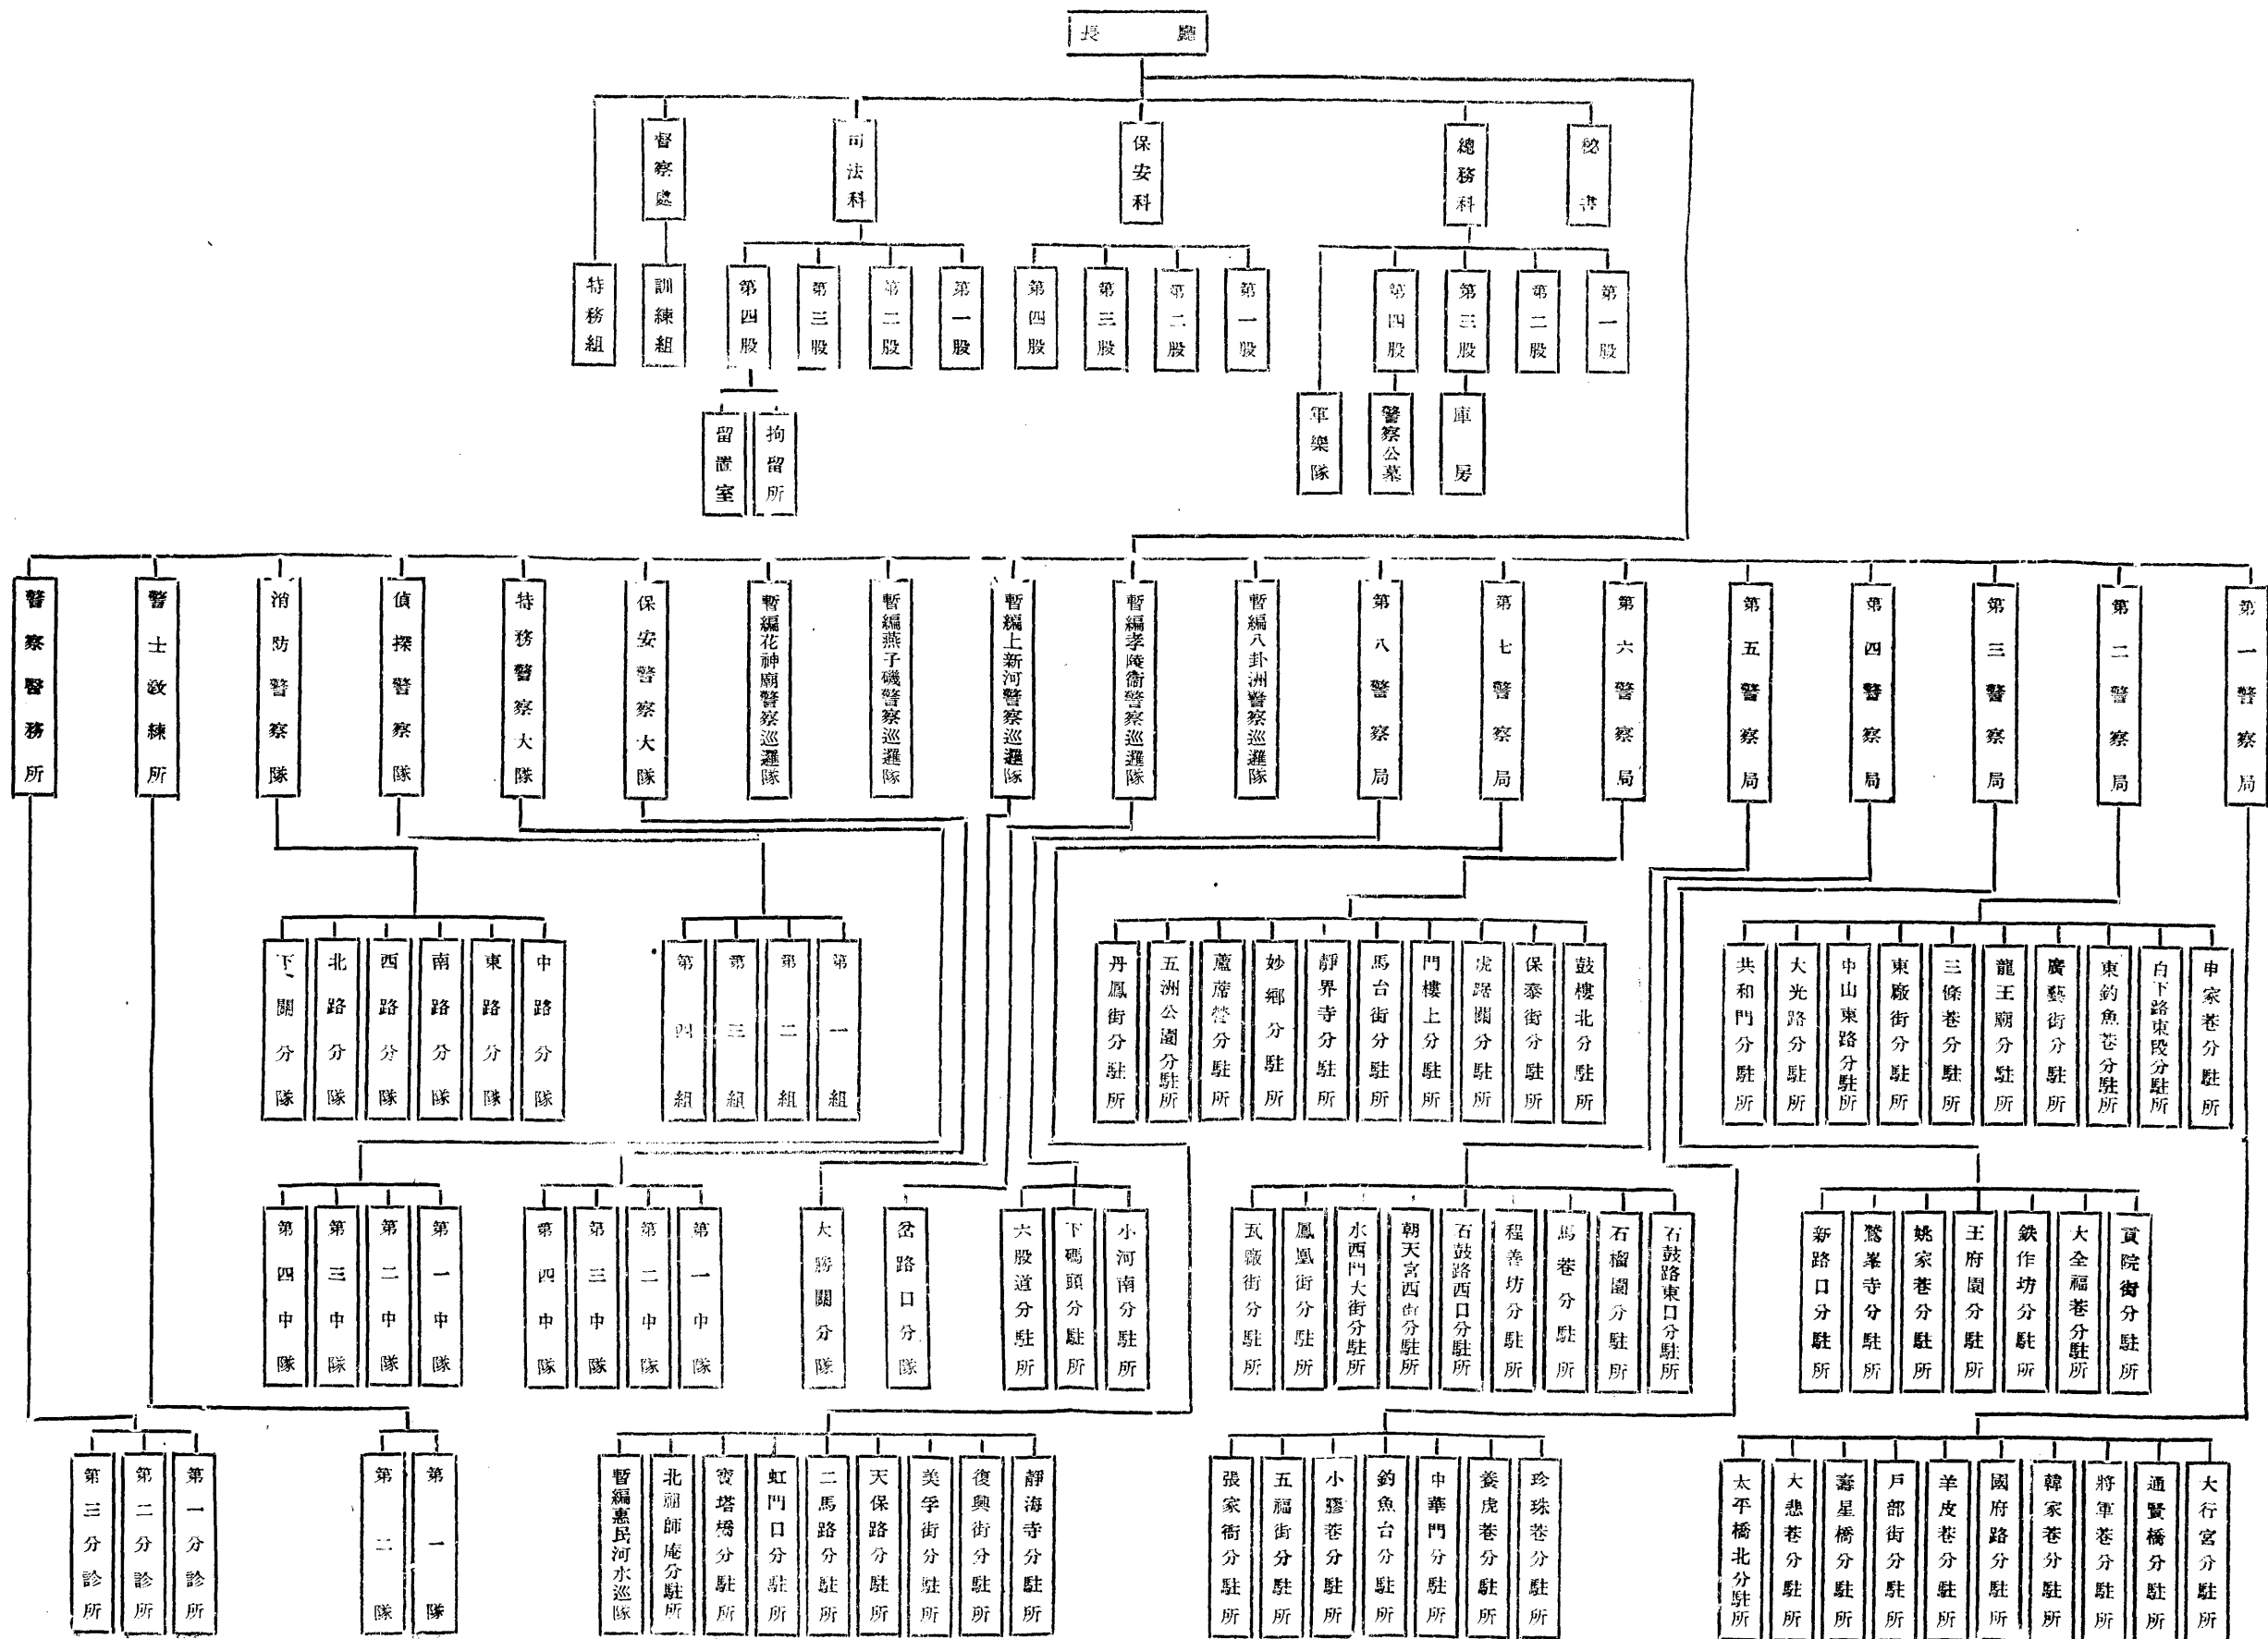 廳長
秘書
總務科
保安科
司法科
督察處
第一股
第二股
第三股
第四股
第一股
第二股
第三股
第四股
第一股
第二股
第三股
第四股
訓練組
特務組
庫房
警察公墓
軍樂隊
拘留所
留置室
第一警察局
第二警察局
第三警察局
第四警察局
第五警察局
第六警察局
第七警察局
第八警察局
暫編八卦洲警察巡邏隊
暫編孝陵衞警察巡邏隊
暫編上新河警察巡邏隊
暫編燕子磯警察巡邏隊
暫編花神廟警察巡邏隊
保安警察大隊
特務警察大隊
偵探警察隊
消防警察隊
警士敎練所
警察醫務所
申家巷分駐所
白下路東段分駐所
東釣魚巷分駐所
廣藝街分駐所
龍王廟分駐所
三條巷分駐所
東廠街分駐所
中山東路分駐所
大光路分駐所
共和門分駐所
鼓樓北分駐所
保泰街分駐所
虎踞關分駐所
門樓上分駐所
馬台街分駐所
靜界寺分駐所
妙鄉分駐所
蘆蓆營分駐所
五洲公園分駐所
丹鳳街分駐所
第一組
第二組
第三組
第四組
中路分隊
東路分隊
南路分隊
西路分隊
北路分隊
下關分隊
貢院街分駐所
大全福巷分駐所
鉄作坊分駐所
王府園分駐所
姚家巷分駐所
鷲峯寺分駐所
新路口分駐所
石鼓路東口分駐所
石榴園分駐所
馬巷分駐所
程善坊分駐所
石鼓路西口分駐所
朝天宮西街分駐所
水西門大街分駐所
鳳凰街分駐所
瓦廠街分駐所
小河南分駐所
下碼頭分駐所
六股道分駐所
岔路口分隊
大勝關分隊
第一中隊
第二中隊
第三中隊
第四中隊
第一中隊
第二中隊
第三中隊
第四中隊
大行宮分駐所
通賢橋分駐所
將軍巷分駐所
韓家巷分駐所
國府路分駐所
羊皮巷分駐所
戶部街分駐所
壽星橋分駐所
大悲巷分駐所
太平橋北分駐所
珍珠巷分駐所
養虎巷分駐所
中華門分駐所
釣魚台分駐所
小膠巷分駐所
五福街分駐所
張家衙分駐所
靜海寺分駐所
復興街分駐所
美孚街分駐所
天保路分駐所
二馬路分駐所
虹門口分駐所
寶塔橋分駐所
北祖師庵分駐所
暫編惠民河水巡隊
第一隊
第二隊
第一分診所
第二分診所
第三分診所